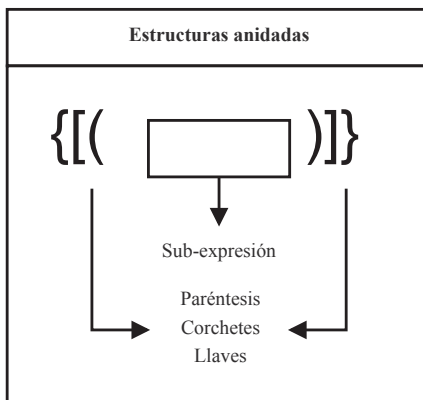 Estructuras anidadas
{[( )]}
Sub-expresión
Paréntesis
Corchetes
Llaves